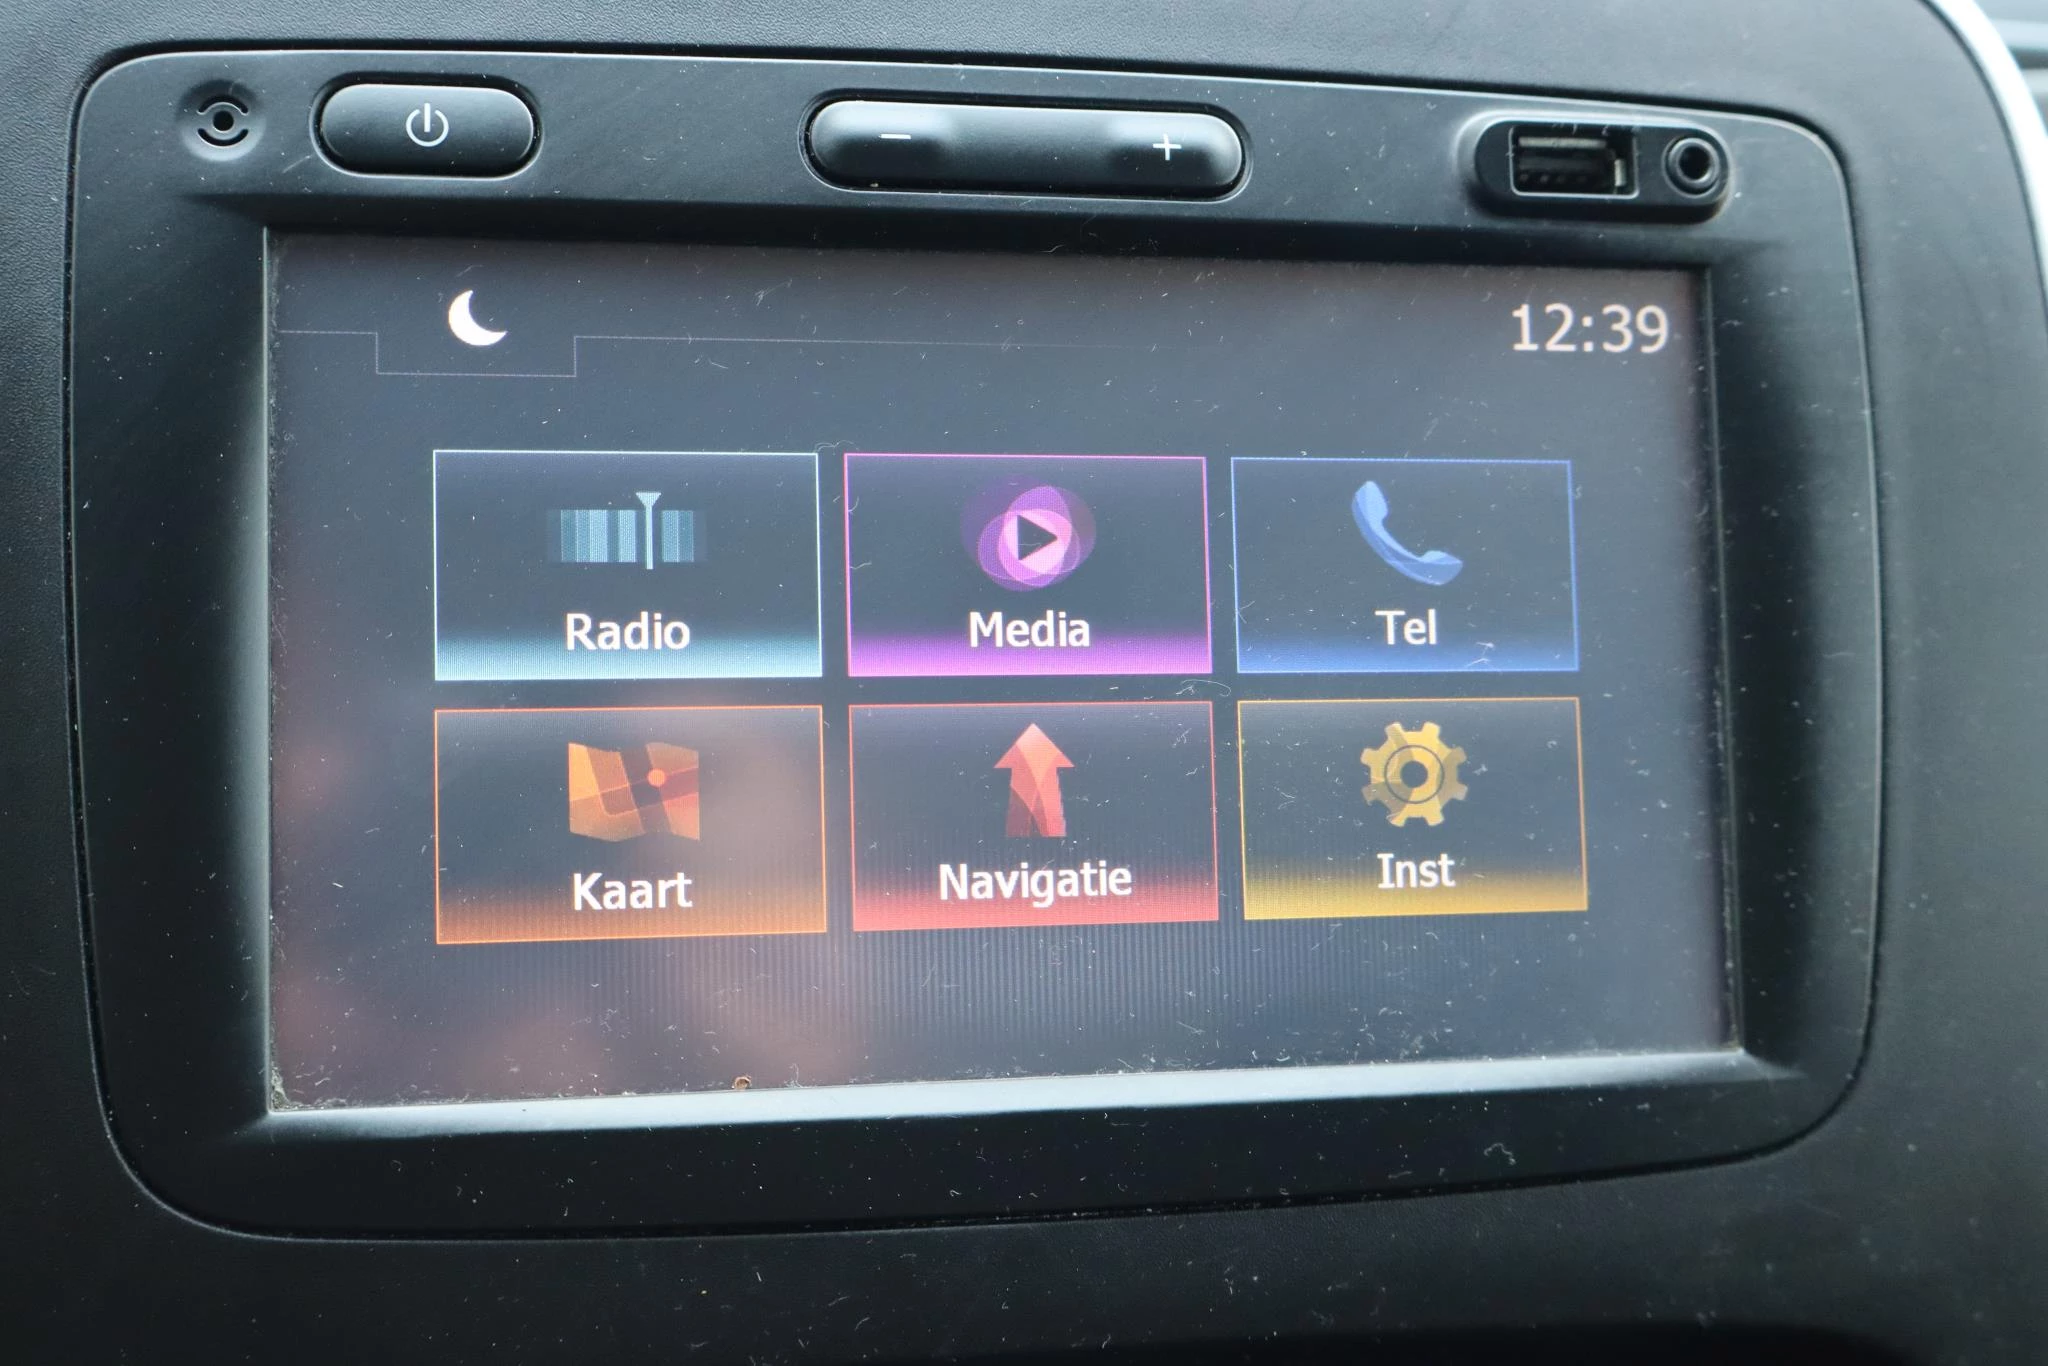 12:39
Radio
Media
Tel
Kaart
Navigatie
Inst